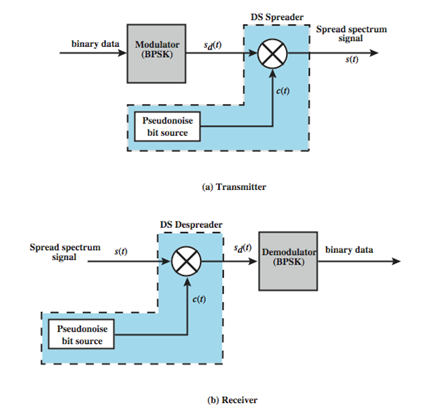 DS Spreader
Spread spectrum
signal
binary data
Modulator
(BPSK)
sd(t)
s(t)
c(t)
Pseudonoise
bit source
(a) Transmitter
DS Despreader
Spread spectrum
signal
s(t)
sd(t)
Demodulator
(BPSK)
binary data
c(t)
Pseudonoise
bit source
(b) Receiver